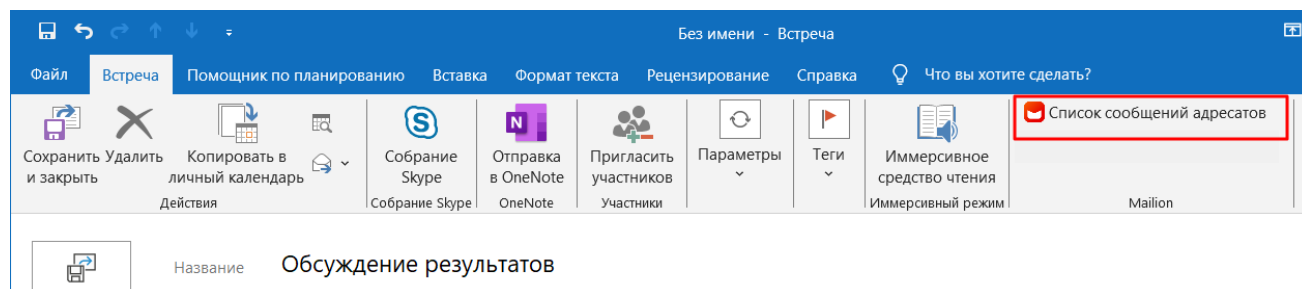 Без имени - Встреча
Файл Встреча Помощник по планированию Вставка Формат текста Рецензирование Справка Что вы хотите сделать?
Сохранить и закрыть
Удалить
Копировать в личный календарь
Действия
Собрание Skype
Собрание Skype
Отправка в OneNote
OneNote
Пригласить участников
Участники
Параметры
Теги
Иммерсивное средство чтения
Иммерсивный режим
Список сообщений адресатов
Mailion
Название Обсуждение результатов